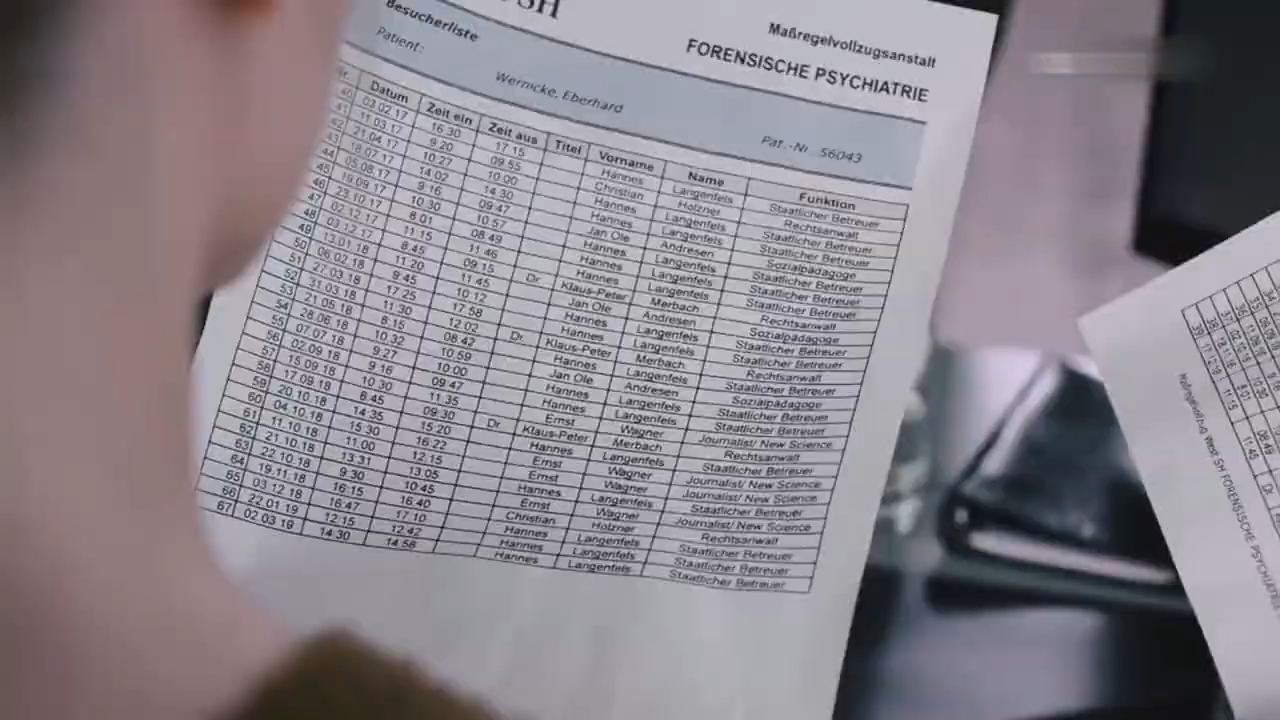 SH
Maßregelvollzugsanstalt
FORENSISCHE PSYCHIATRIE
Besucherliste
Patient: Wernicke, Eberhard Pat.-Nr. 56043
Nr. Datum Zeit ein Zeit aus Titel Vorname Name Funktion
40 03.02.17 16:30 17:15 Hannes Langenfels Staatlicher Betreuer
41 11.03.17 9:20 09:55 Christian Holzner Rechtsanwalt
42 21.04.17 10:27 10:00 Hannes Langenfels Staatlicher Betreuer
43 18.07.17 14:02 14:30 Hannes Langenfels Staatlicher Betreuer
44 05.08.17 9:16 09:47 Jan Ole Andresen Sozialpädagoge
45 19.09.17 10:30 10:57 Hannes Langenfels Staatlicher Betreuer
46 23.10.17 8:01 08:49 Hannes Langenfels Staatlicher Betreuer
47 02.12.17 11:15 11:46 Hannes Langenfels Staatlicher Betreuer
48 03.12.17 8:45 09:15 Dr. Klaus-Peter Merbach Rechtsanwalt
49 13.01.18 11:20 11:45 Jan Ole Andresen Sozialpädagoge
50 06.02.18 9:45 10:12 Hannes Langenfels Staatlicher Betreuer
51 27.03.18 17:25 17:58 Hannes Langenfels Staatlicher Betreuer
52 31.03.18 11:30 12:02 Dr. Klaus-Peter Merbach Rechtsanwalt
53 21.05.18 8:15 08:42 Hannes Langenfels Staatlicher Betreuer
54 28.06.18 10:32 10:59 Jan Ole Andresen Sozialpädagoge
55 07.07.18 9:27 10:00 Hannes Langenfels Staatlicher Betreuer
56 02.09.18 9:16 09:47 Hannes Langenfels Staatlicher Betreuer
57 15.09.18 10:30 11:35 Ernst Wagner Journalist/ New Science
58 17.09.18 8:45 09:30 Dr. Klaus-Peter Merbach Rechtsanwalt
59 20.10.18 14:35 15:20 Hannes Langenfels Staatlicher Betreuer
60 04.10.18 15:30 16:22 Ernst Wagner Journalist/ New Science
61 11.10.18 11:00 12:15 Ernst Wagner Journalist/ New Science
62 21.10.18 13:31 13:05 Hannes Langenfels Staatlicher Betreuer
63 22.10.18 9:30 10:45 Ernst Wagner Journalist/ New Science
64 19.11.18 16:15 16:40 Christian Holzner Rechtsanwalt
65 03.12.18 16:47 17:10 Hannes Langenfels Staatlicher Betreuer
66 22.01.19 12:15 12:42 Hannes Langenfels Staatlicher Betreuer
67 02.03.19 14:30 14:58 Hannes Langenfels Staatlicher Betreuer
Maßregelvollzug West SH FORENSISCHE PSYCHIATRIE